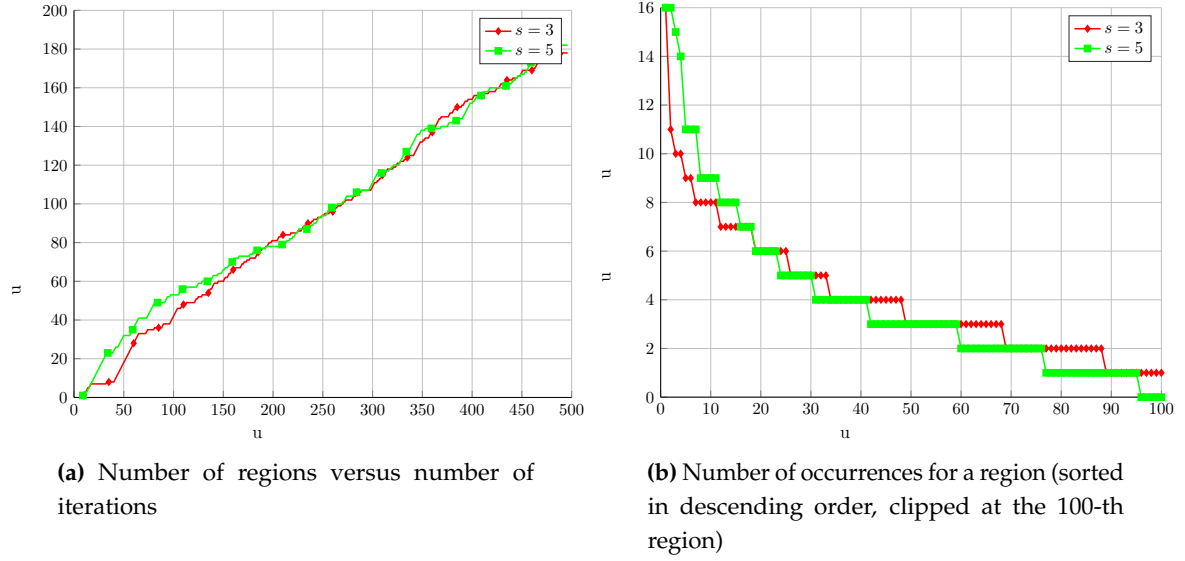 200
180
160
140
120
100
80
60
40
20
0
0 50 100 150 200 250 300 350 400 450 500
u
u
s = 3
s = 5
(a) Number of regions versus number of
iterations
16
14
12
10
8
6
4
2
0
0 10 20 30 40 50 60 70 80 90 100
u
u
s = 3
s = 5
(b) Number of occurrences for a region (sorted
in descending order, clipped at the 100-th
region)